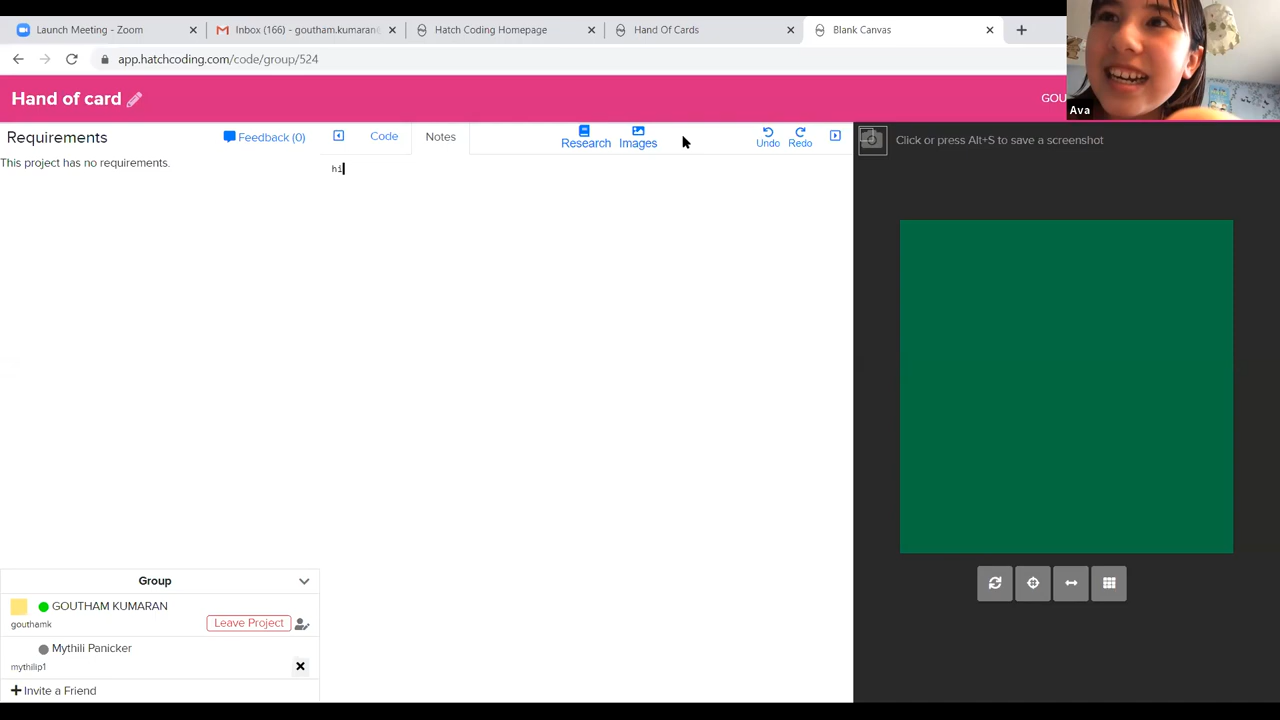 Launch Meeting - Zoom
Inbox (166) - goutham.kumaran@
Hatch Coding Homepage
Hand Of Cards
Blank Canvas
app.hatchcoding.com/code/group/524
Hand of card
GOU
Ava
Requirements
Feedback (0)
Code
Notes
Research
Images
Undo
Redo
Click or press Alt+S to save a screenshot
This project has no requirements.
hi
Group
GOUTHAM KUMARAN
gouthamk
Leave Project
Mythili Panicker
mythilip1
Invite a Friend